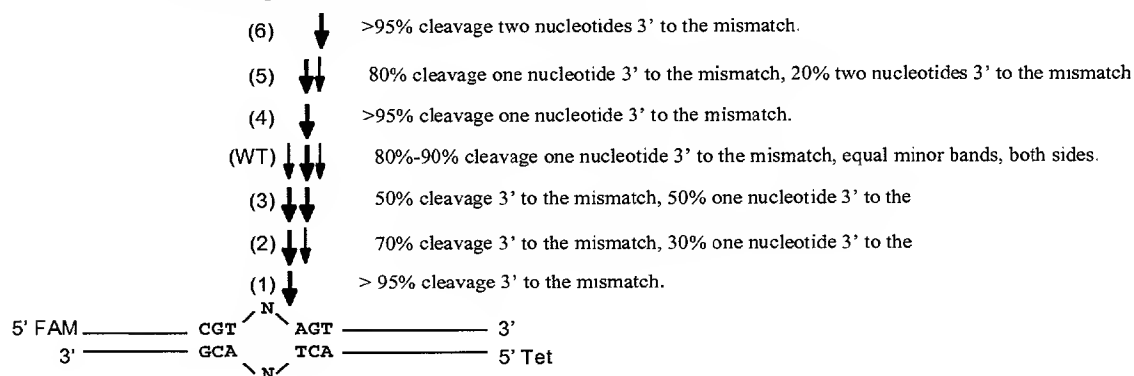 (6) >95% cleavage two nucleotides 3' to the mismatch.
(5) 80% cleavage one nucleotide 3' to the mismatch, 20% two nucleotides 3' to the mismatch
(4) >95% cleavage one nucleotide 3' to the mismatch.
(WT) 80%-90% cleavage one nucleotide 3' to the mismatch, equal minor bands, both sides.
(3) 50% cleavage 3' to the mismatch, 50% one nucleotide 3' to the
(2) 70% cleavage 3' to the mismatch, 30% one nucleotide 3' to the
(1) > 95% cleavage 3' to the mismatch.
N
5' FAM CGT AGT 3'
3' GCA TCA 5' Tet
N